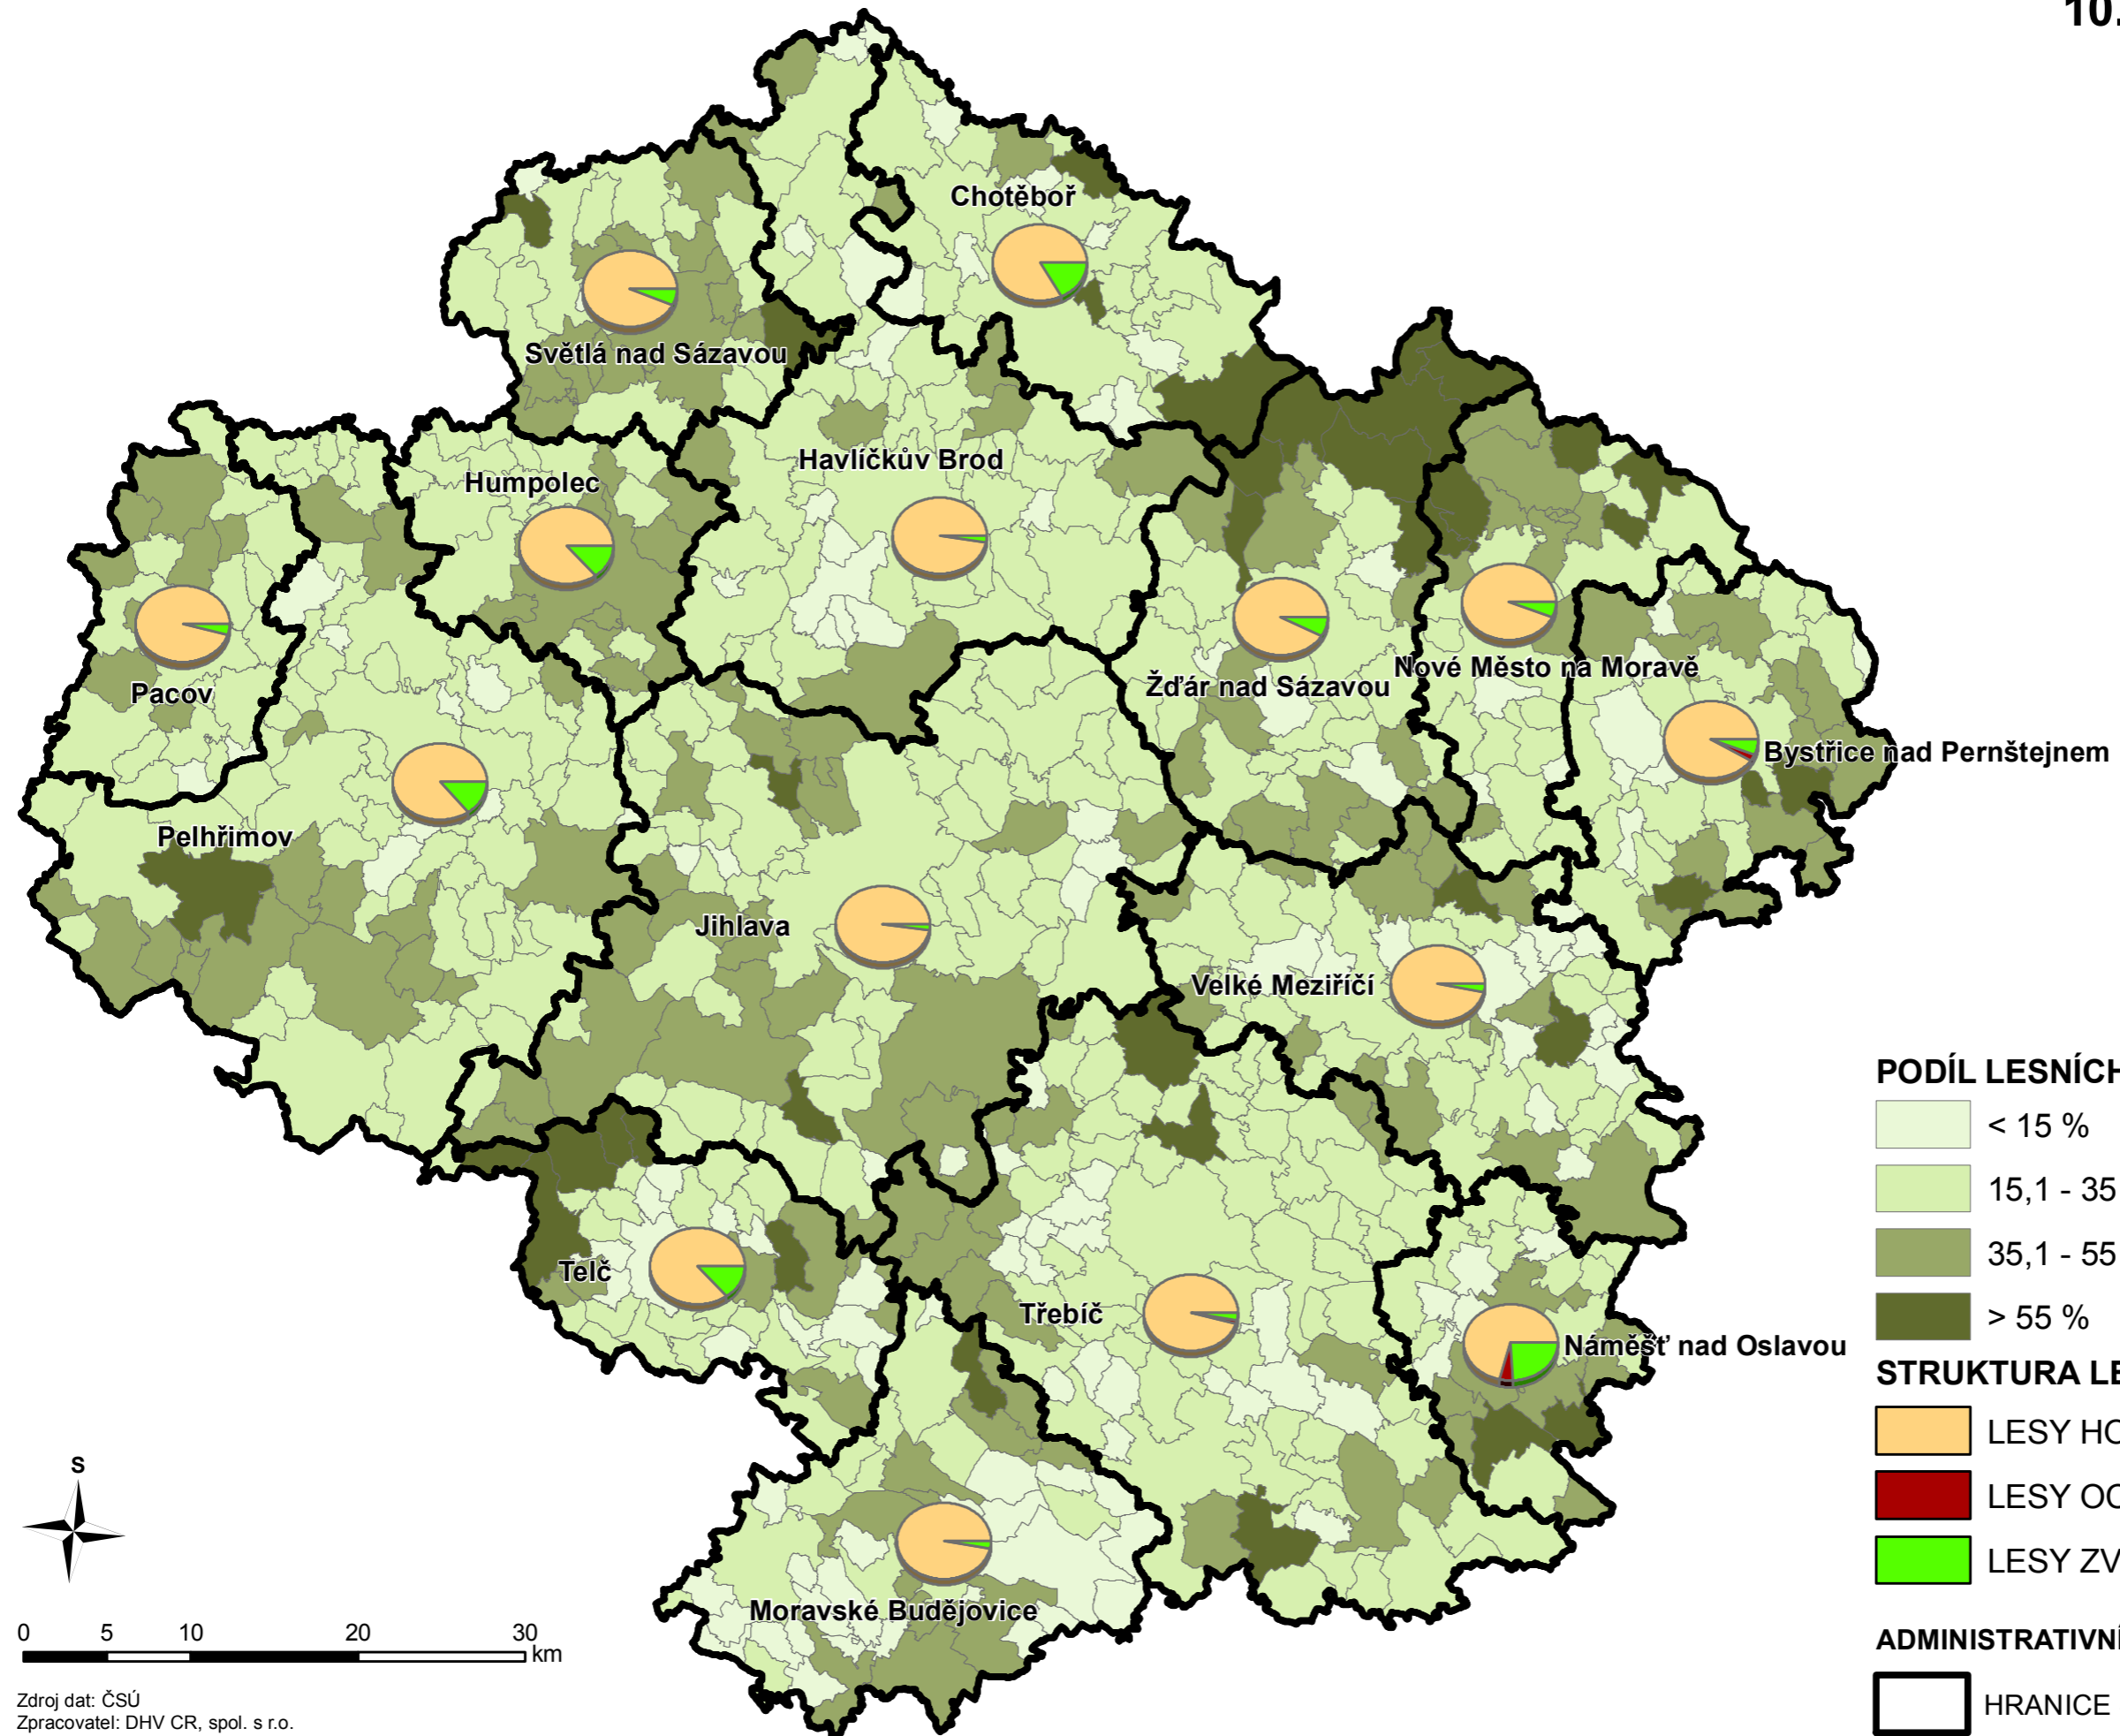 10.
Chotěboř
Světlá nad Sázavou
Havlíčkův Brod
Humpolec
Pacov
Žďár nad Sázavou
Nové Město na Moravě
Bystřice nad Pernštejnem
Pelhřimov
Jihlava
Velké Meziříčí
Telč
Třebíč
Náměšť nad Oslavou
Moravské Budějovice
PODÍL LESNÍCH
< 15 %
15,1 - 35
35,1 - 55
> 55 %
STRUKTURA LE
LESY HO
LESY OC
LESY ZV
ADMINISTRATIVNÍ
HRANICE
S
0 5 10 20 30
km
Zdroj dat: ČSÚ
Zpracovatel: DHV CR, spol. s r.o.